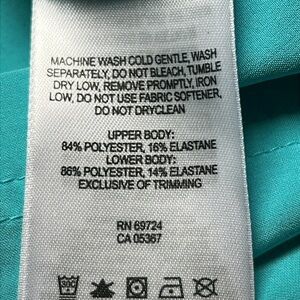 MACHINE WASH COLD GENTLE, WASH
SEPARATELY, DO NOT BLEACH, TUMBLE
DRY LOW, REMOVE PROMPTLY, IRON
LOW, DO NOT USE FABRIC SOFTENER,
DO NOT DRYCLEAN
UPPER BODY:
84% POLYESTER, 16% ELASTANE
LOWER BODY:
86% POLYESTER, 14% ELASTANE
EXCLUSIVE OF TRIMMING
RN 69724
CA 05367